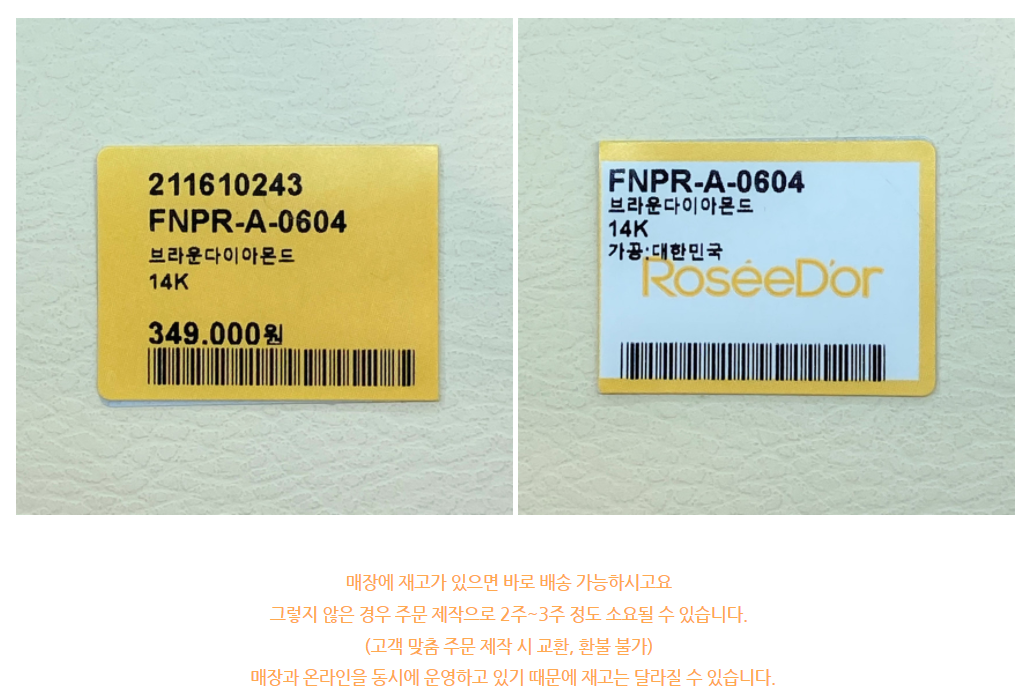 211610243
FNPR-A-0604
브라운다이아몬드
14K
349.000원
FNPR-A-0604
브라운다이아몬드
14K
가공:대한민국
RoséeD'or
매장에 재고가 있으면 바로 배송 가능하시고요
그렇지 않은 경우 주문 제작으로 2주~3주 정도 소요될 수 있습니다.
(고객 맞춤 주문 제작 시 교환, 환불 불가)
매장과 온라인을 동시에 운영하고 있기 때문에 재고는 달라질 수 있습니다.